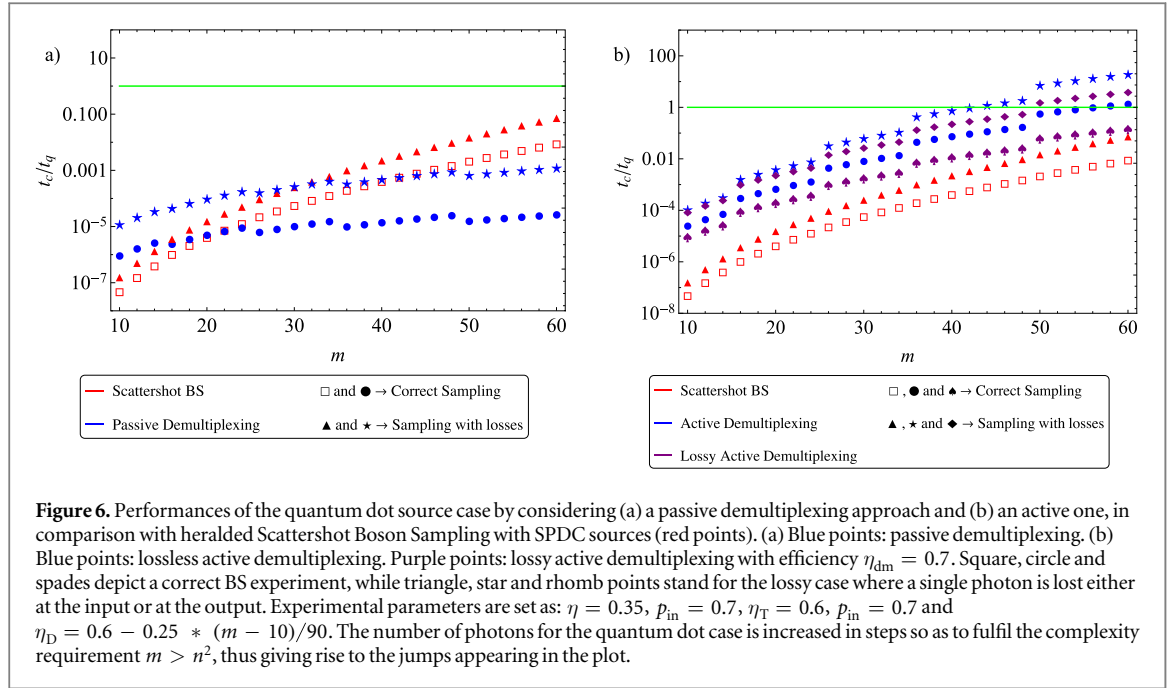 a)
t_c/t_q
10
0.100
0.001
10^{-5}
10^{-7}
10 20 30 40 50 60
m
Scattershot BS □ and ● → Correct Sampling
Passive Demultiplexing ▲ and ★ → Sampling with losses
b)
t_c/t_q
100
1
0.01
10^{-4}
10^{-6}
10^{-8}
10 20 30 40 50 60
m
Scattershot BS □ , ● and ♠ → Correct Sampling
Active Demultiplexing ▲ , ★ and ◆ → Sampling with losses
Lossy Active Demultiplexing
Figure 6. Performances of the quantum dot source case by considering (a) a passive demultiplexing approach and (b) an active one, in
comparison with heralded Scattershot Boson Sampling with SPDC sources (red points). (a) Blue points: passive demultiplexing. (b)
Blue points: lossless active demultiplexing. Purple points: lossy active demultiplexing with efficiency η_dm = 0.7. Square, circle and
spades depict a correct BS experiment, while triangle, star and rhomb points stand for the lossy case where a single photon is lost either
at the input or at the output. Experimental parameters are set as: η = 0.35, p_in = 0.7, η_T = 0.6, p_in = 0.7 and
η_D = 0.6 − 0.25 * (m − 10)/90. The number of photons for the quantum dot case is increased in steps so as to fulfil the complexity
requirement m > n², thus giving rise to the jumps appearing in the plot.